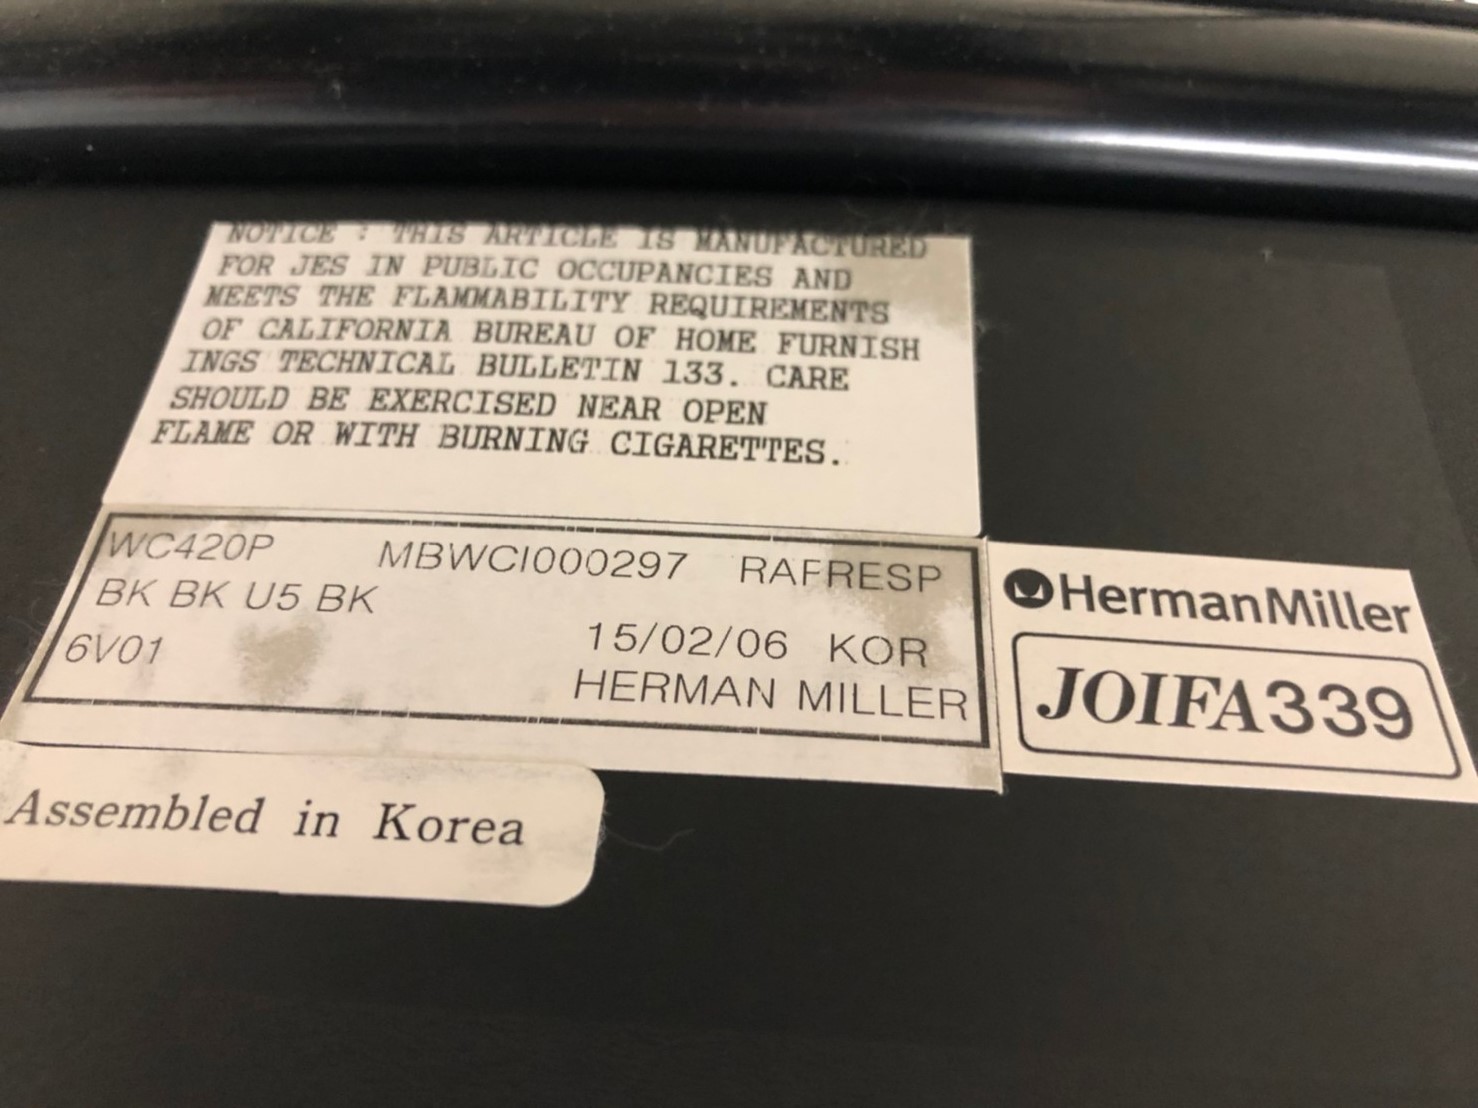 NOTICE : THIS ARTICLE IS MANUFACTURED
FOR JES IN PUBLIC OCCUPANCIES AND
MEETS THE FLAMMABILITY REQUIREMENTS
OF CALIFORNIA BUREAU OF HOME FURNISH
INGS TECHNICAL BULLETIN 133. CARE
SHOULD BE EXERCISED NEAR OPEN
FLAME OR WITH BURNING CIGARETTES.
WC420P MBWCI000297 RAFRESP
BK BK U5 BK
6V01 15/02/06 KOR
HERMAN MILLER
HermanMiller
JOIFA339
Assembled in Korea